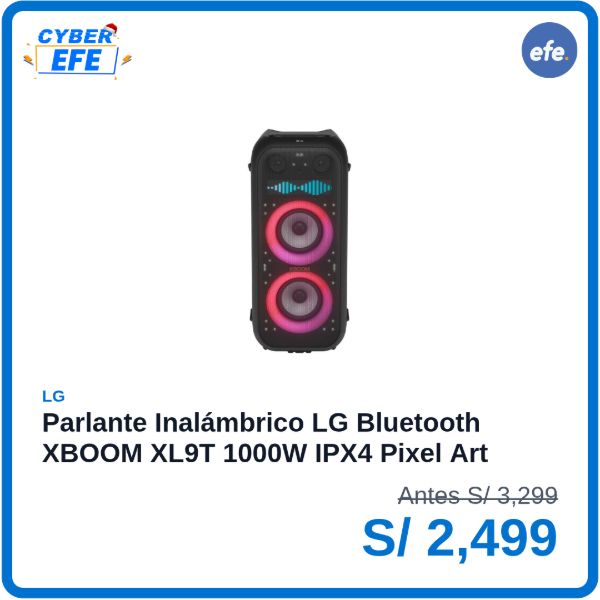 CYBER
EFE
efe.
XBOOM
LG
Parlante Inalámbrico LG Bluetooth
XBOOM XL9T 1000W IPX4 Pixel Art
Antes S/ 3,299
S/ 2,499